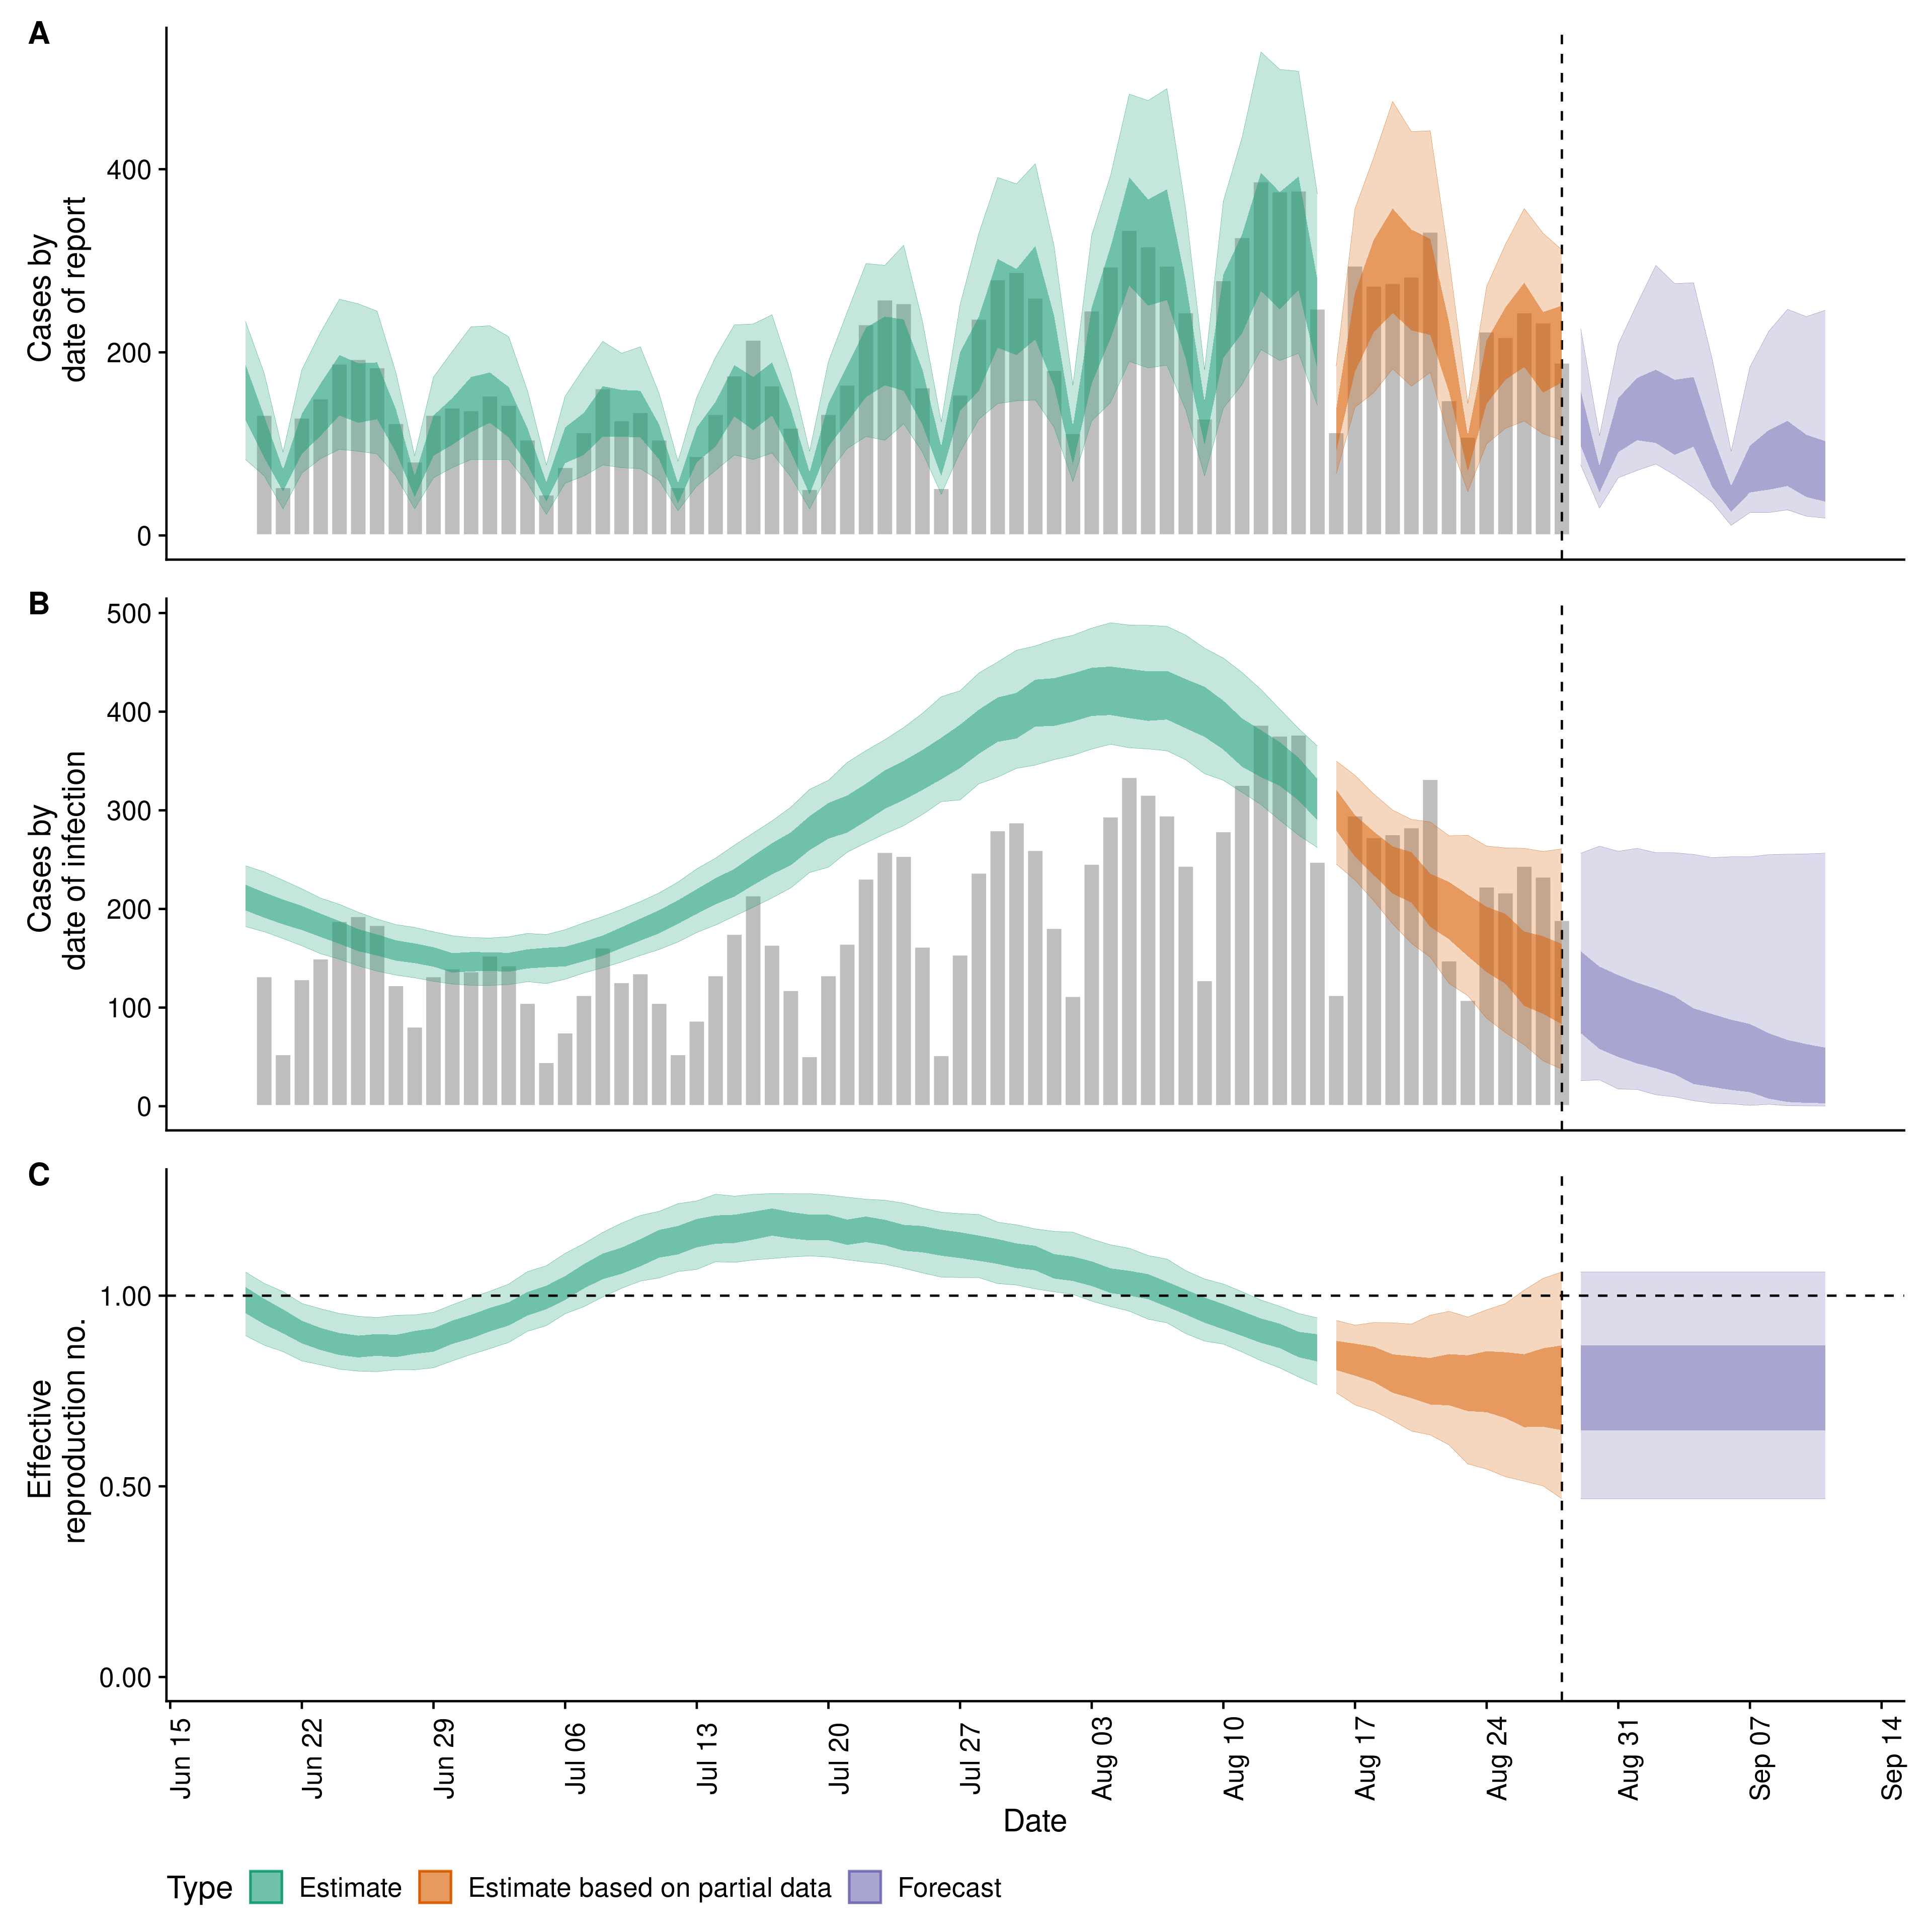 A
Cases by
date of report
400
200
0
B
Cases by
date of infection
500
400
300
200
100
0
C
Effective
reproduction no.
1.00
0.50
0.00
Jun 15
Jun 22
Jun 29
Jul 06
Jul 13
Jul 20
Jul 27
Aug 03
Aug 10
Aug 17
Aug 24
Aug 31
Sep 07
Sep 14
Date
Type Estimate Estimate based on partial data Forecast